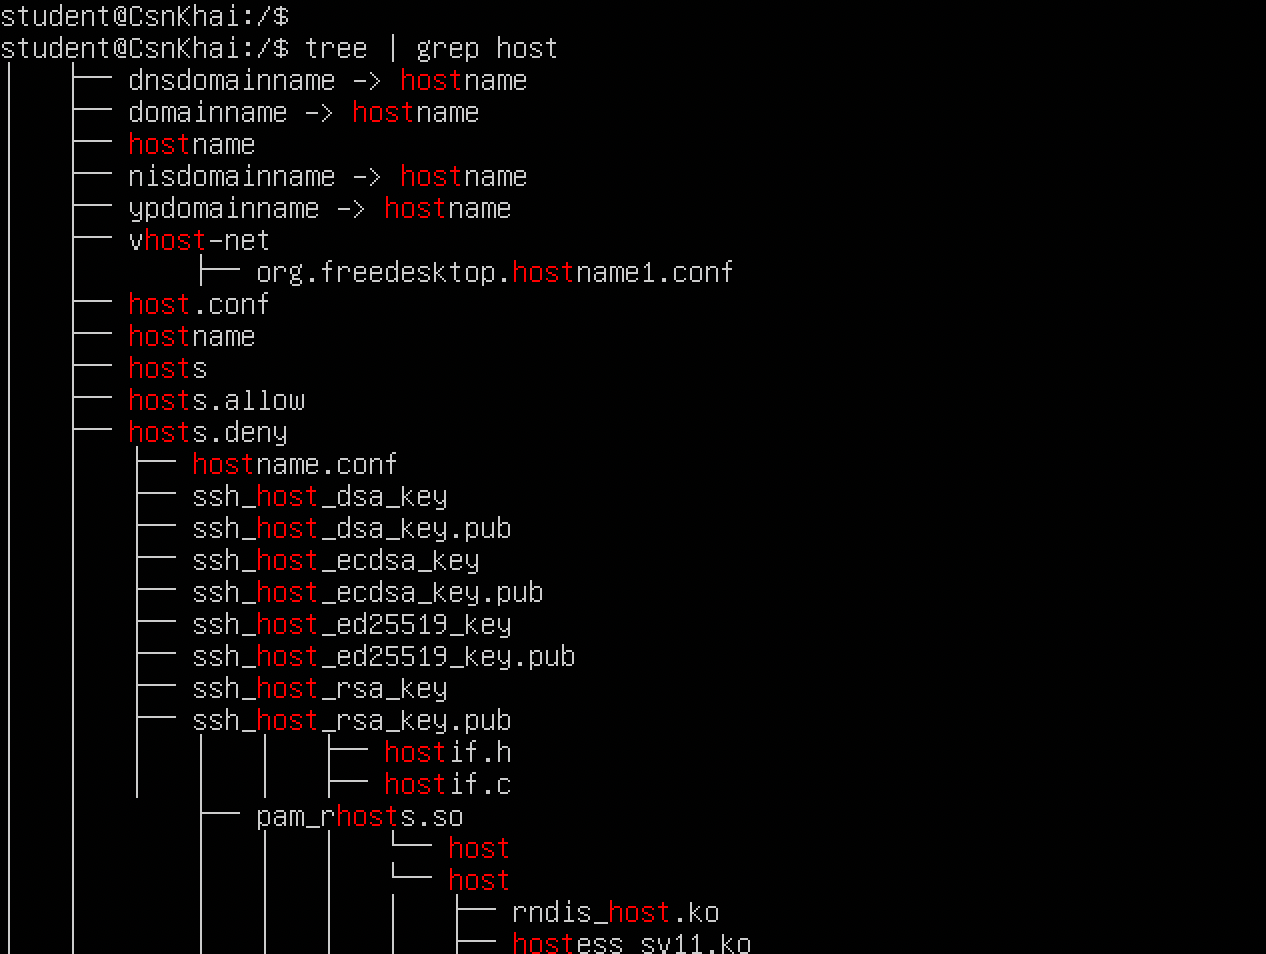 student@CsnKhai:/$
student@CsnKhai:/$ tree | grep host
│   ├── dnsdomainname -> hostname
│   ├── domainname -> hostname
│   ├── hostname
│   ├── nisdomainname -> hostname
│   ├── ypdomainname -> hostname
│   ├── vhost-net
│   │       ├── org.freedesktop.hostname1.conf
│   ├── host.conf
│   ├── hostname
│   ├── hosts
│   ├── hosts.allow
│   ├── hosts.deny
│   │   ├── hostname.conf
│   │   ├── ssh_host_dsa_key
│   │   ├── ssh_host_dsa_key.pub
│   │   ├── ssh_host_ecdsa_key
│   │   ├── ssh_host_ecdsa_key.pub
│   │   ├── ssh_host_ed25519_key
│   │   ├── ssh_host_ed25519_key.pub
│   │   ├── ssh_host_rsa_key
│   │   ├── ssh_host_rsa_key.pub
│   │   │   │   │   ├── hostif.h
│   │   │   │   │   ├── hostif.c
│   │       ├── pam_rhosts.so
│   │       │   │   │   └── host
│   │       │   │   │   └── host
│   │       │   │   │   │   ├── rndis_host.ko
│   │       │   │   │   │   ├── hostess_sv11.ko